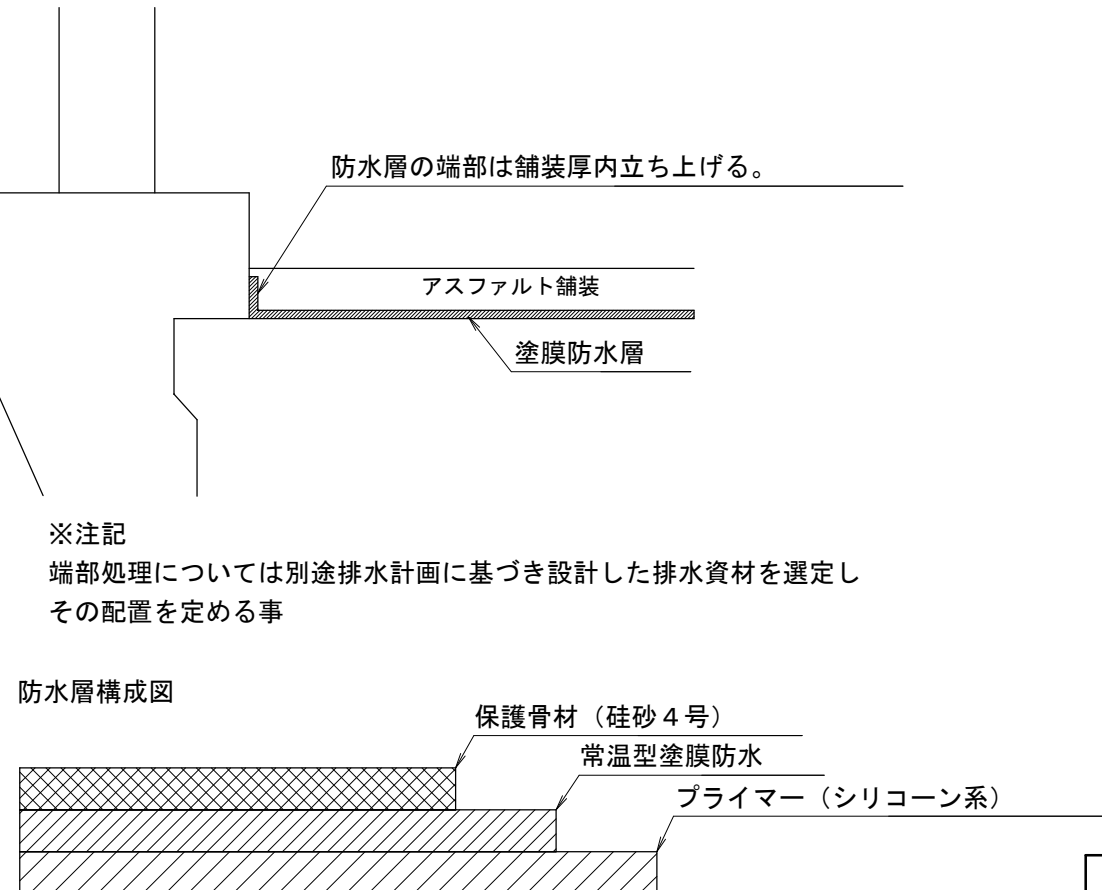 防水層の端部は舗装厚内立ち上げる。
アスファルト舗装
塗膜防水層
※注記
端部処理については別途排水計画に基づき設計した排水資材を選定し
その配置を定める事
防水層構成図
保護骨材（硅砂４号）
常温型塗膜防水
プライマー（シリコーン系）